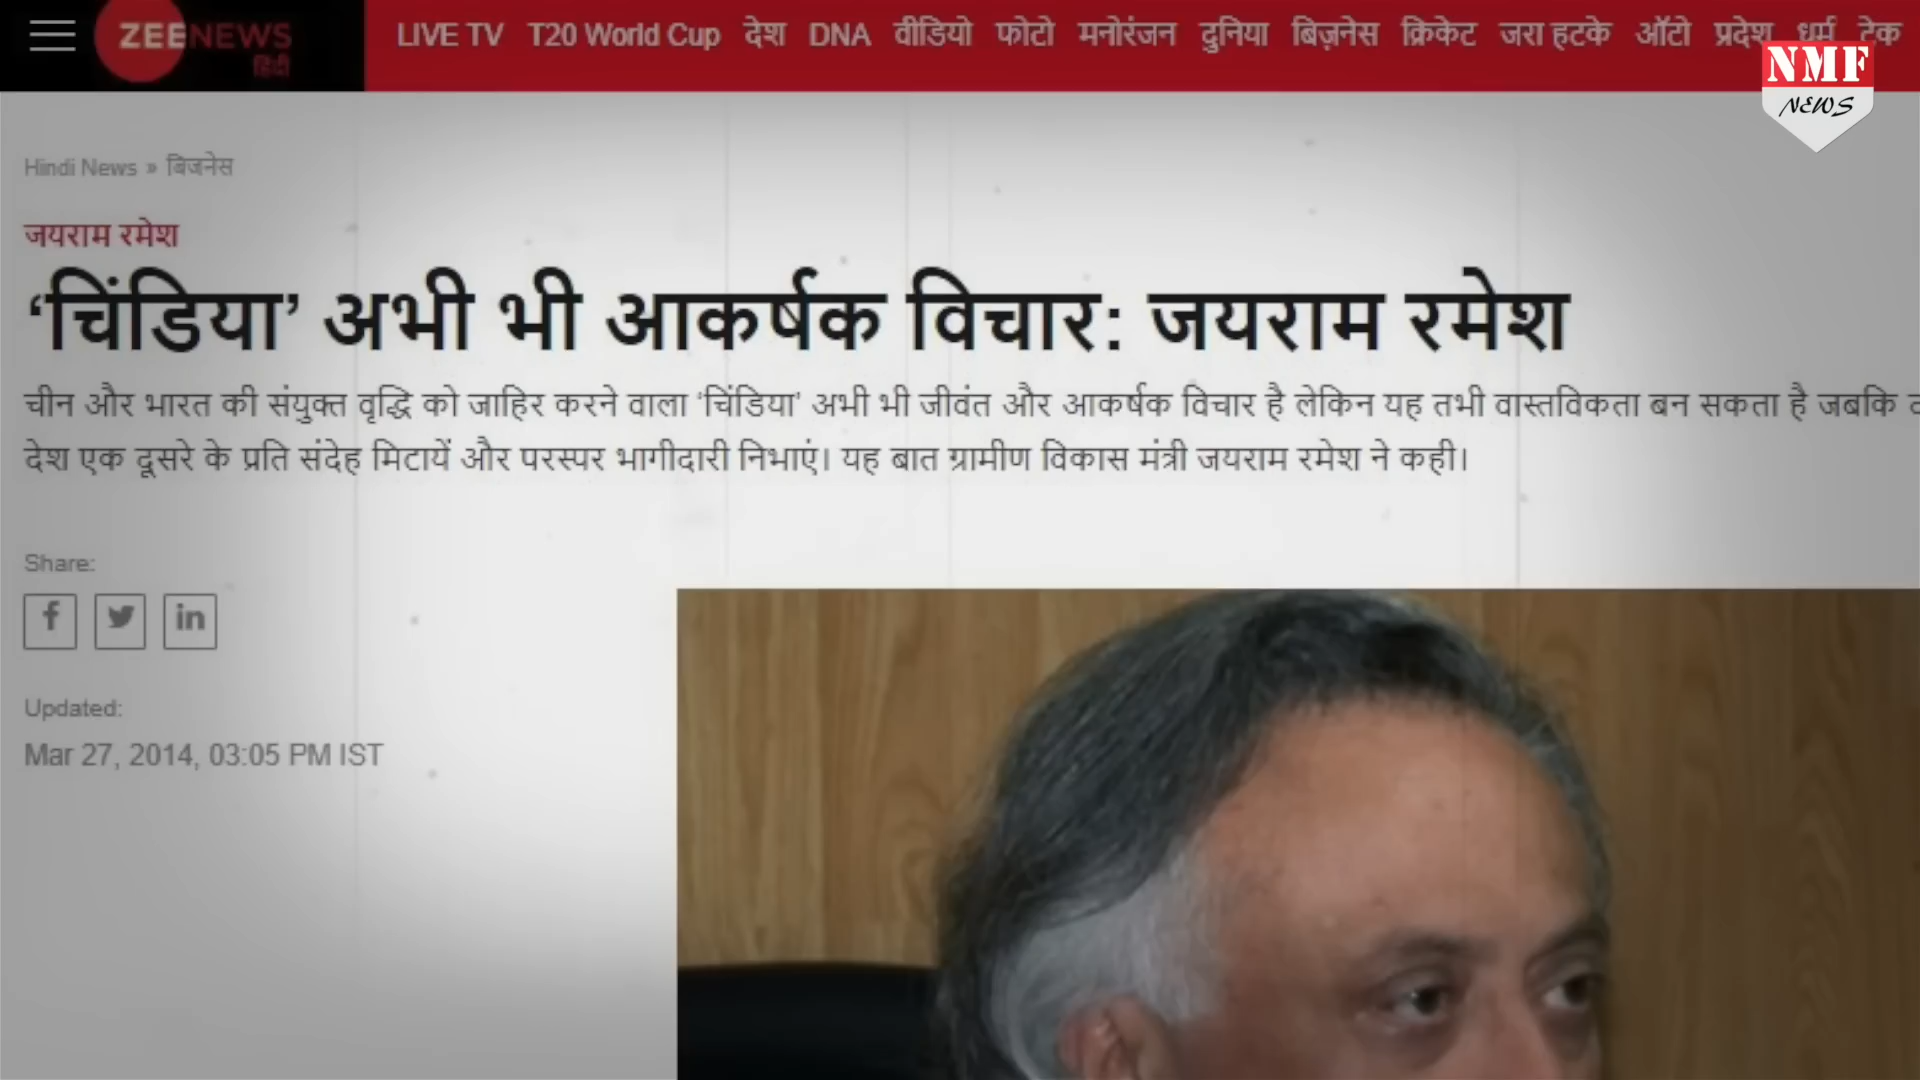 ZEENEWS
हिंदी
LIVE TV T20 World Cup देश DNA वीडियो फोटो मनोरंजन दुनिया बिज़नेस क्रिकेट जरा हटके ऑटो प्रदेश धर्म टेक
NMF
NEWS
Hindi News » बिजनेस
जयराम रमेश
‘चिंडिया’ अभी भी आकर्षक विचार: जयराम रमेश
चीन और भारत की संयुक्त वृद्धि को जाहिर करने वाला ‘चिंडिया’ अभी भी जीवंत और आकर्षक विचार है लेकिन यह तभी वास्तविकता बन सकता है जबकि
देश एक दूसरे के प्रति संदेह मिटायें और परस्पर भागीदारी निभाएं। यह बात ग्रामीण विकास मंत्री जयराम रमेश ने कही।
Share:
f in
Updated:
Mar 27, 2014, 03:05 PM IST